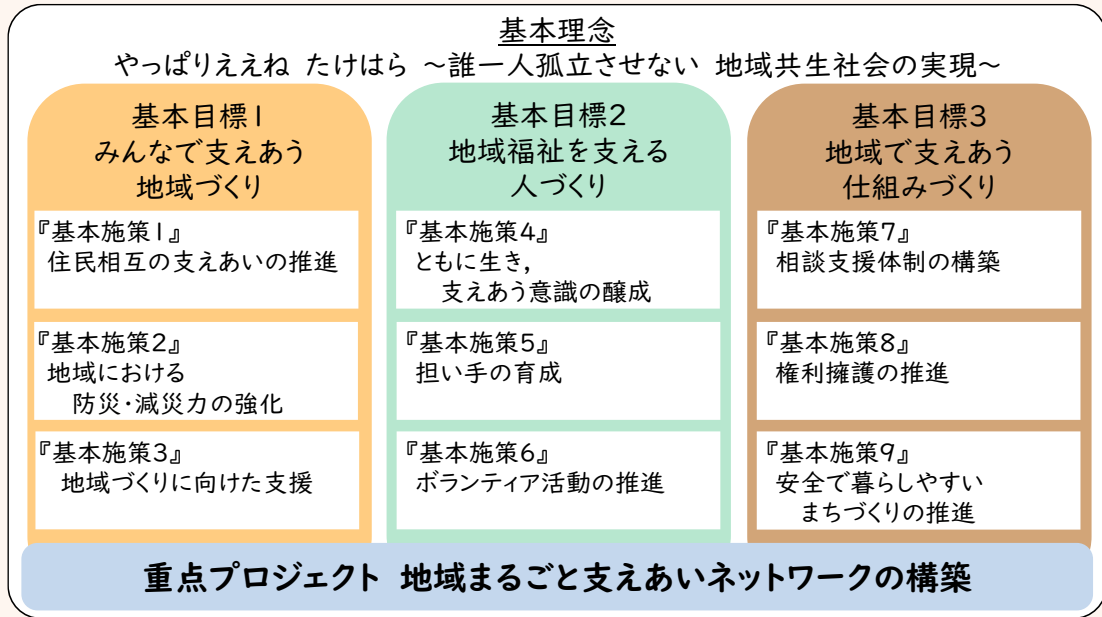 基本理念
やっぱりええね たけはら ～誰一人孤立させない 地域共生社会の実現～
基本目標1
みんなで支えあう
地域づくり
『基本施策1』
住民相互の支えあいの推進
『基本施策2』
地域における
防災・減災力の強化
『基本施策3』
地域づくりに向けた支援
基本目標2
地域福祉を支える
人づくり
『基本施策4』
ともに生き，
支えあう意識の醸成
『基本施策5』
担い手の育成
『基本施策6』
ボランティア活動の推進
基本目標3
地域で支えあう
仕組みづくり
『基本施策7』
相談支援体制の構築
『基本施策8』
権利擁護の推進
『基本施策9』
安全で暮らしやすい
まちづくりの推進
重点プロジェクト 地域まるごと支えあいネットワークの構築